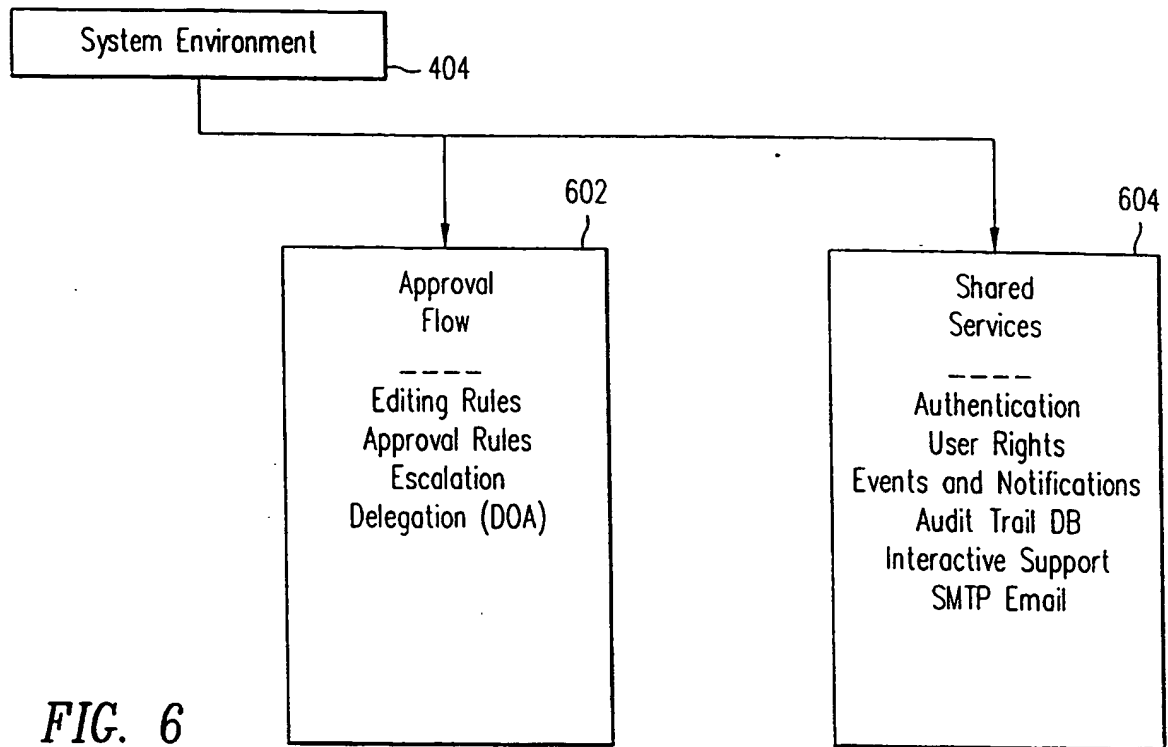 System Environment
404
602
Approval
Flow
Editing Rules
Approval Rules
Escalation
Delegation (DOA)
604
Shared
Services
Authentication
User Rights
Events and Notifications
Audit Trail DB
Interactive Support
SMTP Email
FIG. 6